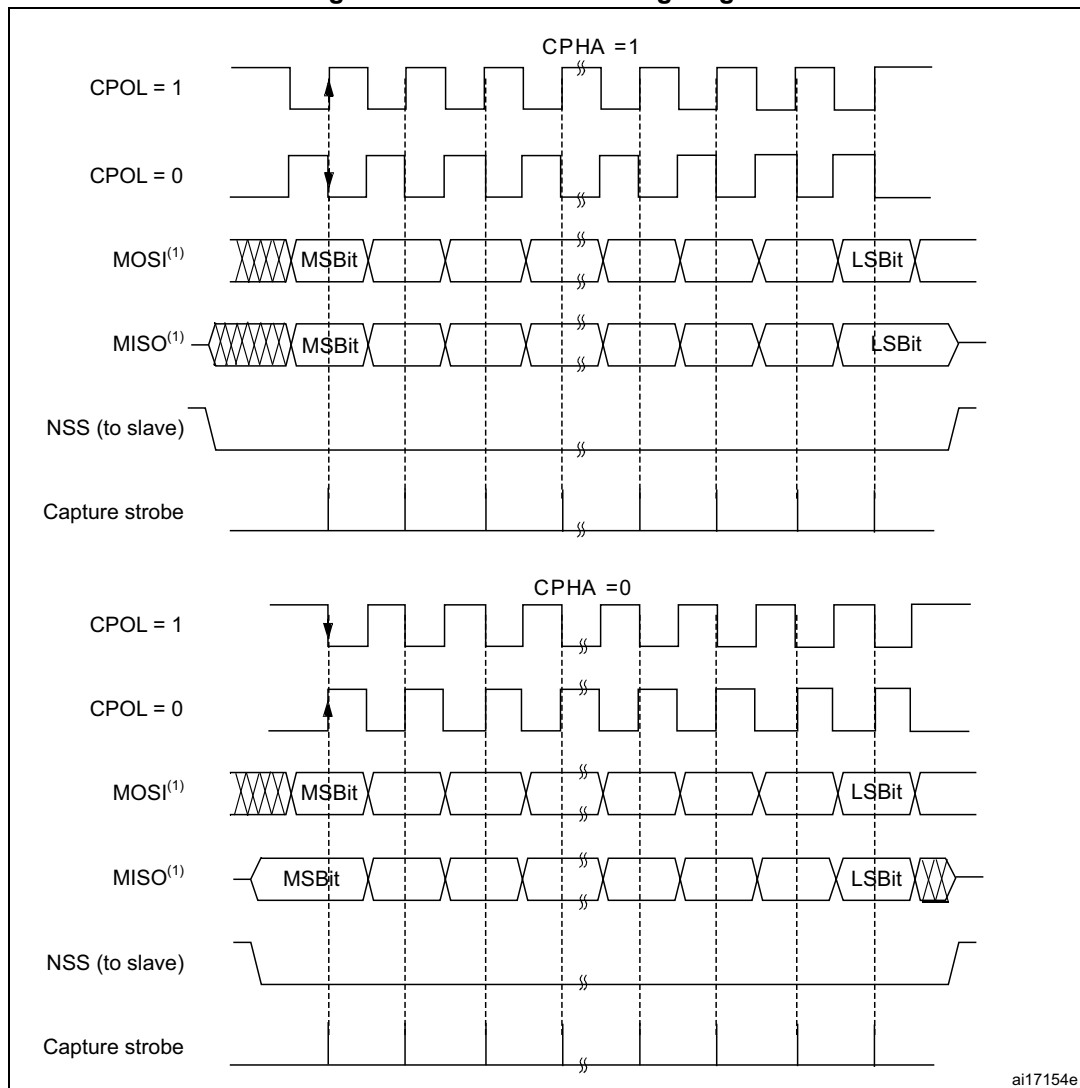 CPHA =1
CPOL = 1
CPOL = 0
MOSI(1)
MSBit
LSBit
MISO(1)
MSBit
LSBit
NSS (to slave)
Capture strobe
CPHA =0
CPOL = 1
CPOL = 0
MOSI(1)
MSBit
LSBit
MISO(1)
MSBit
LSBit
NSS (to slave)
Capture strobe
ai17154e